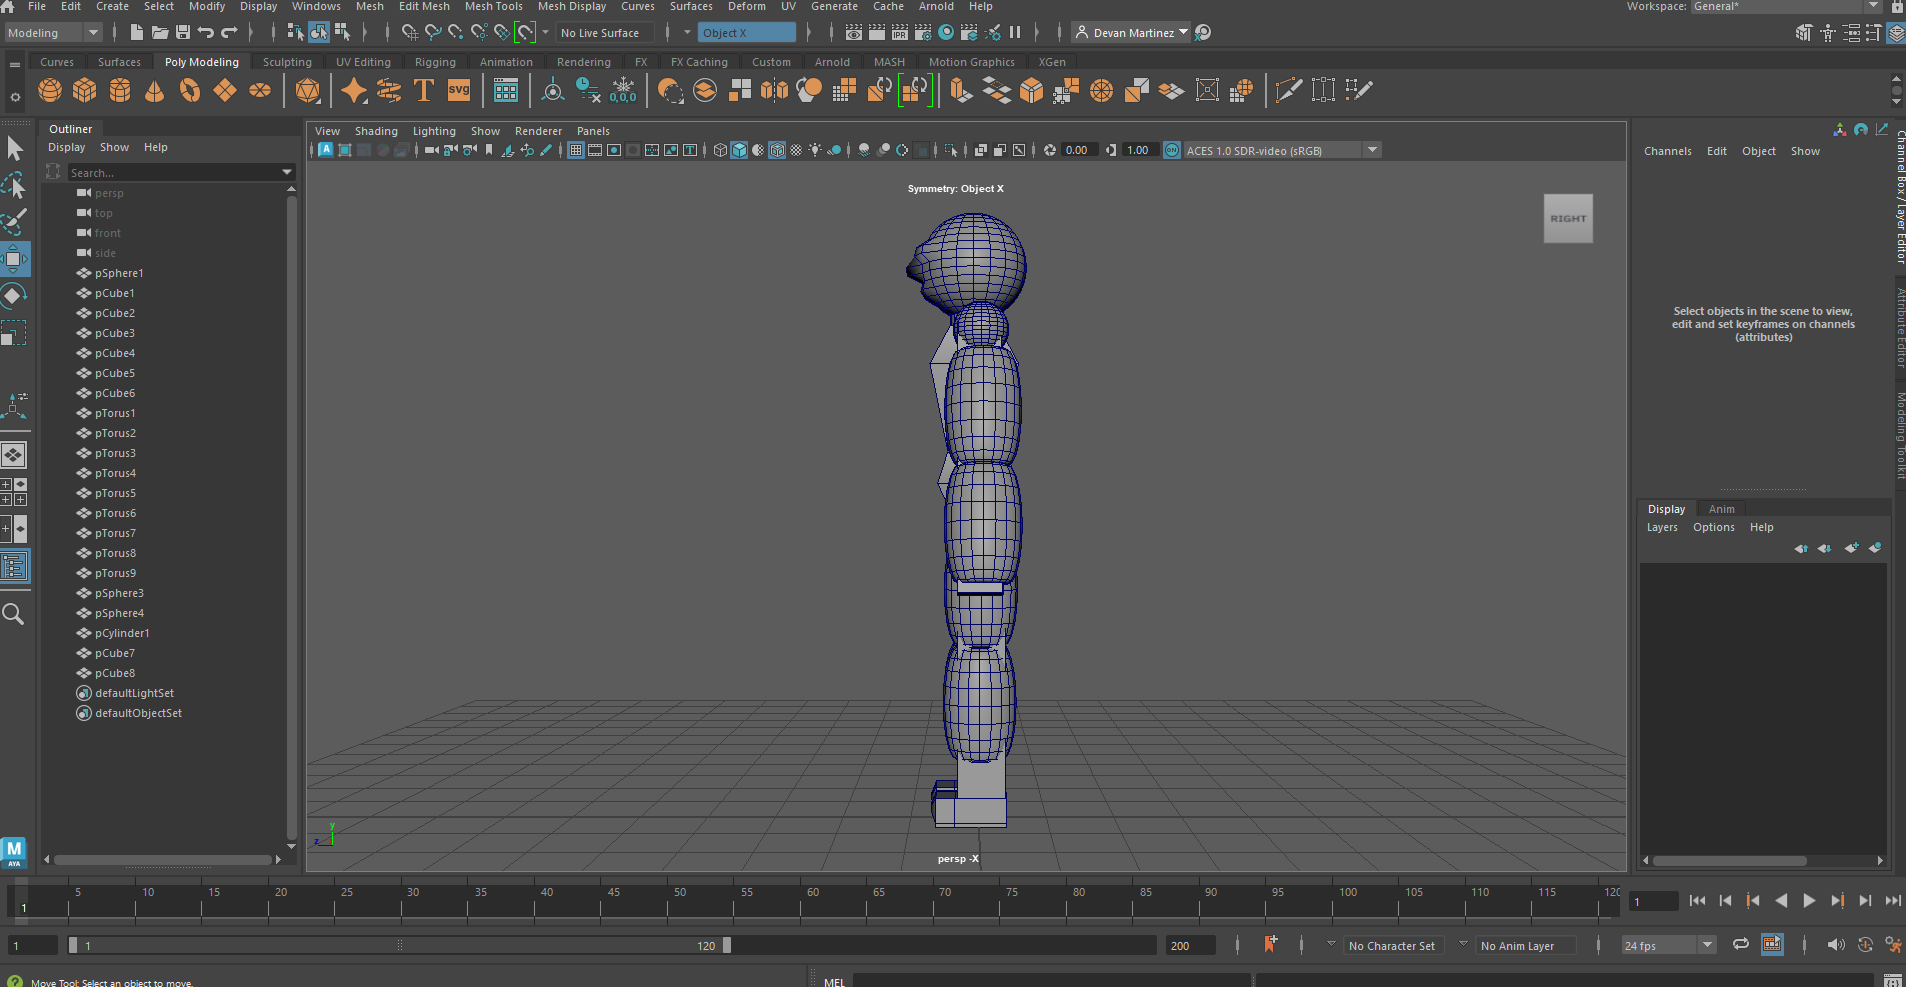 File Edit Create Select Modify Display Windows Mesh Edit Mesh Mesh Tools Mesh Display Curves Surfaces Deform UV Generate Cache Arnold Help Workspace: General*
Modeling No Live Surface Object X IPR Devan Martinez
Curves Surfaces Poly Modeling Sculpting UV Editing Rigging Animation Rendering FX FX Caching Custom Arnold MASH Motion Graphics XGen
T SVG 0,0,0
Outliner
Display Show Help
Search...
persp
top
front
side
pSphere1
pCube1
pCube2
pCube3
pCube4
pCube5
pCube6
pTorus1
pTorus2
pTorus3
pTorus4
pTorus5
pTorus6
pTorus7
pTorus8
pTorus9
pSphere3
pSphere4
pCylinder1
pCube7
pCube8
defaultLightSet
defaultObjectSet
M
AYA
View Shading Lighting Show Renderer Panels
A T 0.00 1.00 ON ACES 1.0 SDR-video (sRGB)
Symmetry: Object X
RIGHT
y
z
persp -X
Channels Edit Object Show
Select objects in the scene to view,
edit and set keyframes on channels
(attributes)
Channel Box / Layer Editor
Attribute Editor
Modeling Toolkit
Display Anim
Layers Options Help
5 10 15 20 25 30 35 40 45 50 55 60 65 70 75 80 85 90 95 100 105 110 115 120
1 1
1 1 120 200 No Character Set No Anim Layer 24 fps
? Move Tool: Select an object to move. MEL